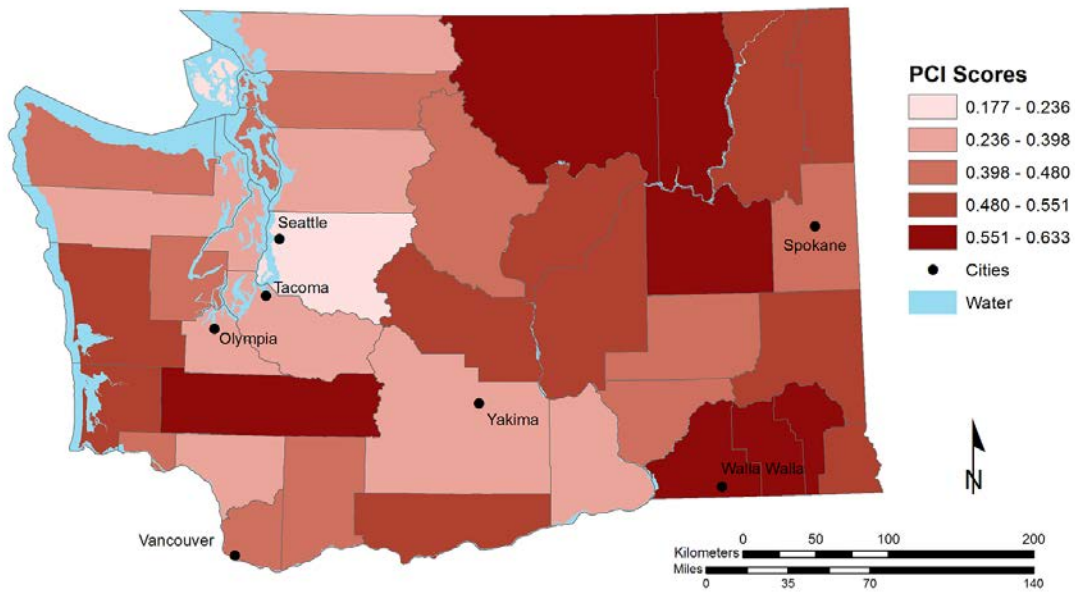 PCI Scores
0.177 - 0.236
0.236 - 0.398
0.398 - 0.480
0.480 - 0.551
0.551 - 0.633
Cities
Water
Seattle
Spokane
Tacoma
Olympia
Yakima
Walla Walla
Vancouver
N
0 50 100 200
Kilometers
Miles
0 35 70 140